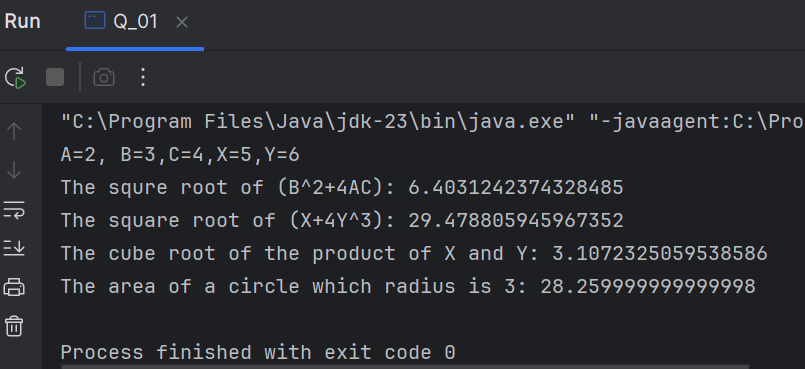 Run Q_01
"C:\Program Files\Java\jdk-23\bin\java.exe" "-javaagent:C:\Pro
A=2, B=3,C=4,X=5,Y=6
The squre root of (B^2+4AC): 6.4031242374328485
The square root of (X+4Y^3): 29.478805945967352
The cube root of the product of X and Y: 3.1072325059538586
The area of a circle which radius is 3: 28.259999999999998
Process finished with exit code 0